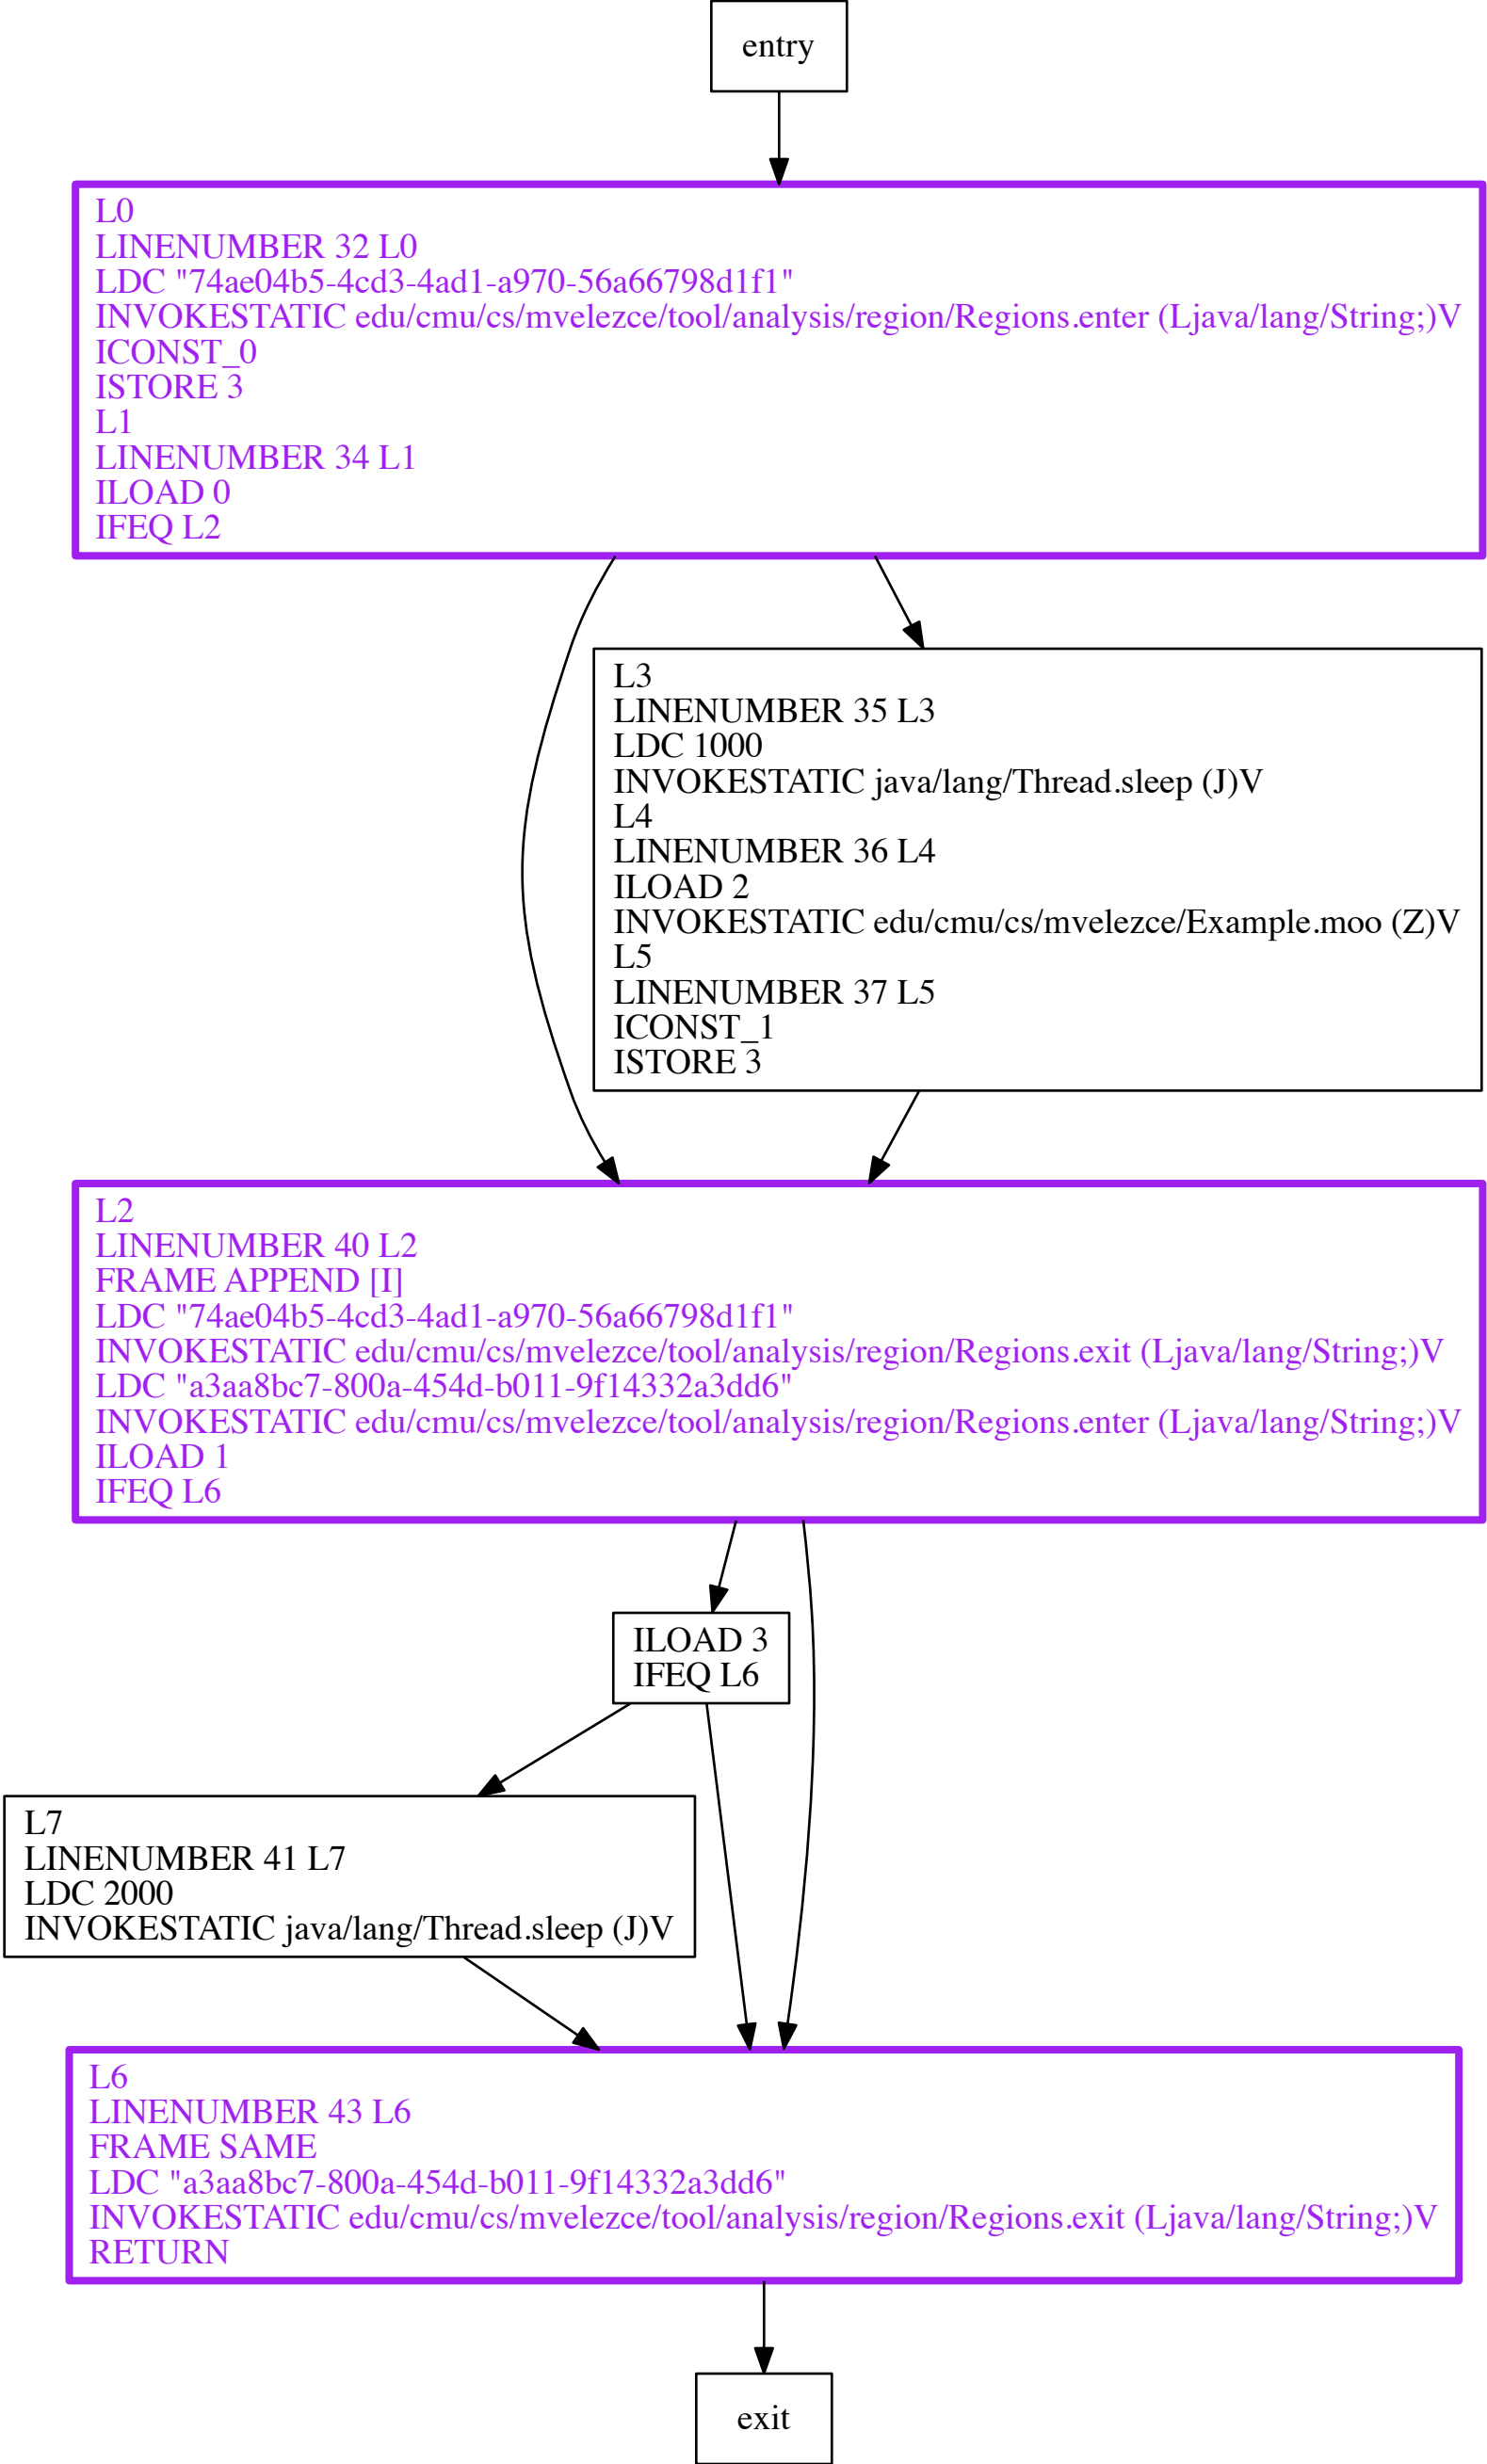 entry
L0
LINENUMBER 32 L0
LDC "74ae04b5-4cd3-4ad1-a970-56a66798d1f1"
INVOKESTATIC edu/cmu/cs/mvelezce/tool/analysis/region/Regions.enter (Ljava/lang/String;)V
ICONST_0
ISTORE 3
L1
LINENUMBER 34 L1
ILOAD 0
IFEQ L2
L3
LINENUMBER 35 L3
LDC 1000
INVOKESTATIC java/lang/Thread.sleep (J)V
L4
LINENUMBER 36 L4
ILOAD 2
INVOKESTATIC edu/cmu/cs/mvelezce/Example.moo (Z)V
L5
LINENUMBER 37 L5
ICONST_1
ISTORE 3
L2
LINENUMBER 40 L2
FRAME APPEND [I]
LDC "74ae04b5-4cd3-4ad1-a970-56a66798d1f1"
INVOKESTATIC edu/cmu/cs/mvelezce/tool/analysis/region/Regions.exit (Ljava/lang/String;)V
LDC "a3aa8bc7-800a-454d-b011-9f14332a3dd6"
INVOKESTATIC edu/cmu/cs/mvelezce/tool/analysis/region/Regions.enter (Ljava/lang/String;)V
ILOAD 1
IFEQ L6
ILOAD 3
IFEQ L6
L7
LINENUMBER 41 L7
LDC 2000
INVOKESTATIC java/lang/Thread.sleep (J)V
L6
LINENUMBER 43 L6
FRAME SAME
LDC "a3aa8bc7-800a-454d-b011-9f14332a3dd6"
INVOKESTATIC edu/cmu/cs/mvelezce/tool/analysis/region/Regions.exit (Ljava/lang/String;)V
RETURN
exit